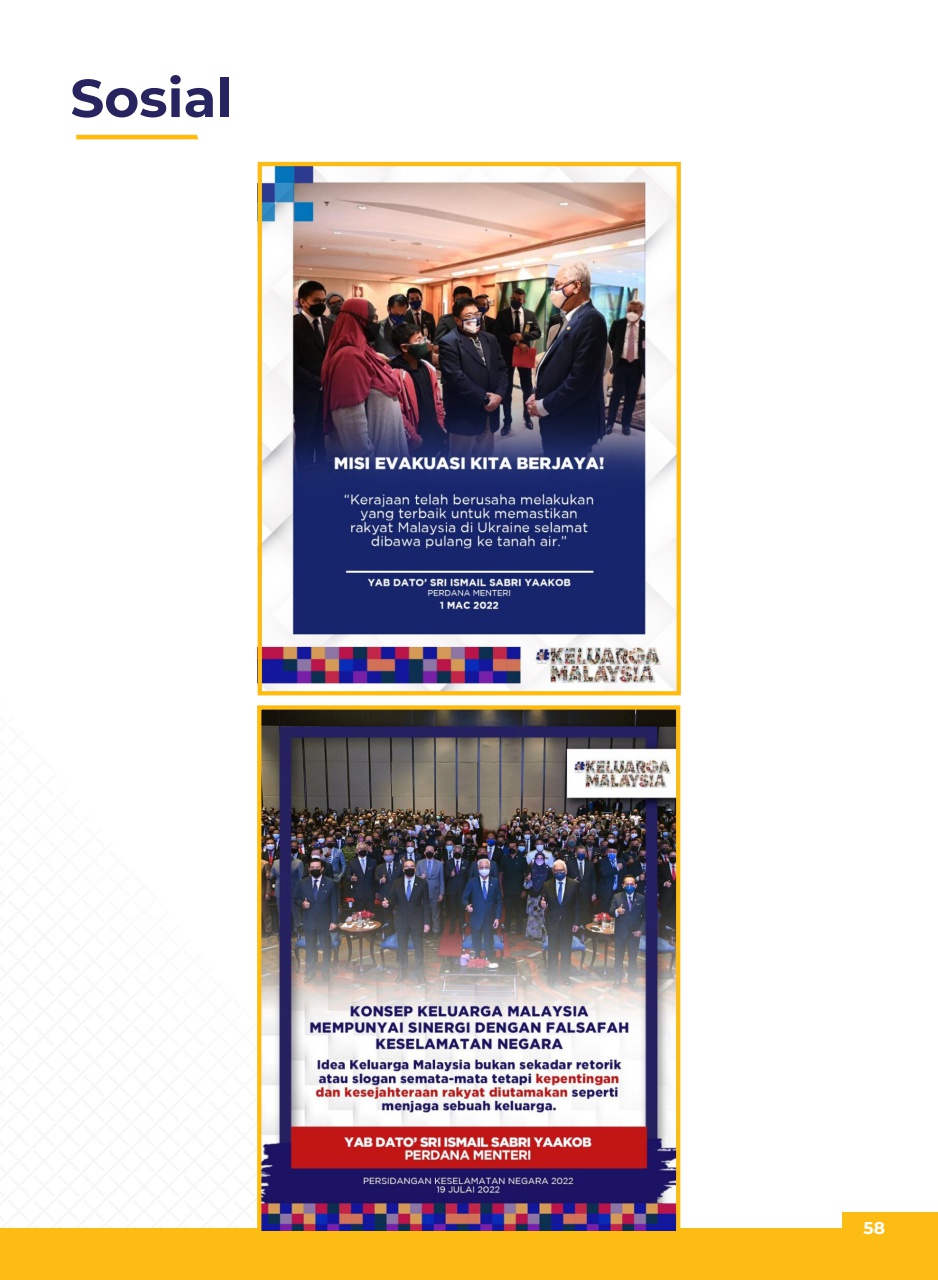 Sosial
MISI EVAKUASI KITA BERJAYA!
“Kerajaan telah berusaha melakukan
yang terbaik untuk memastikan
rakyat Malaysia di Ukraine selamat
dibawa pulang ke tanah air.”
YAB DATO’ SRI ISMAIL SABRI YAAKOB
PERDANA MENTERI
1 MAC 2022
#KELUARGA
MALAYSIA
#KELUARGA
MALAYSIA
KONSEP KELUARGA MALAYSIA
MEMPUNYAI SINERGI DENGAN FALSAFAH
KESELAMATAN NEGARA
Idea Keluarga Malaysia bukan sekadar retorik
atau slogan semata-mata tetapi kepentingan
dan kesejahteraan rakyat diutamakan seperti
menjaga sebuah keluarga.
YAB DATO’ SRI ISMAIL SABRI YAAKOB
PERDANA MENTERI
PERSIDANGAN KESELAMATAN NEGARA 2022
19 JULAI 2022
58